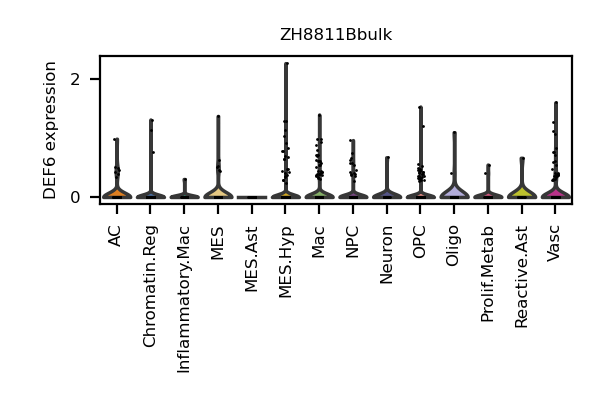 ZH8811Bbulk
DEF6 expression
2
0
AC
Chromatin.Reg
Inflammatory.Mac
MES
MES.Ast
MES.Hyp
Mac
NPC
Neuron
OPC
Oligo
Prolif.Metab
Reactive.Ast
Vasc